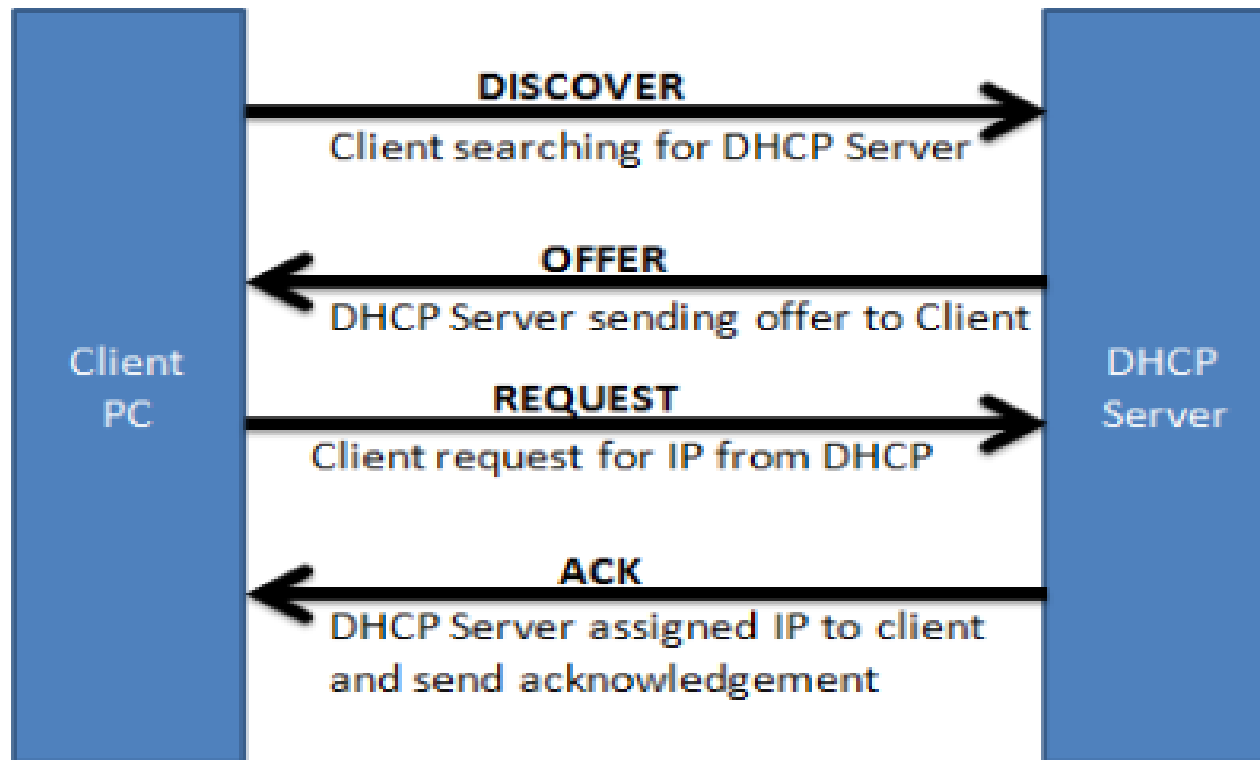 DISCOVER
Client searching for DHCP Server
OFFER
DHCP Server sending offer to Client
Client
PC
DHCP
Server
REQUEST
Client request for IP from DHCP
ACK
DHCP Server assigned IP to client
and send acknowledgement